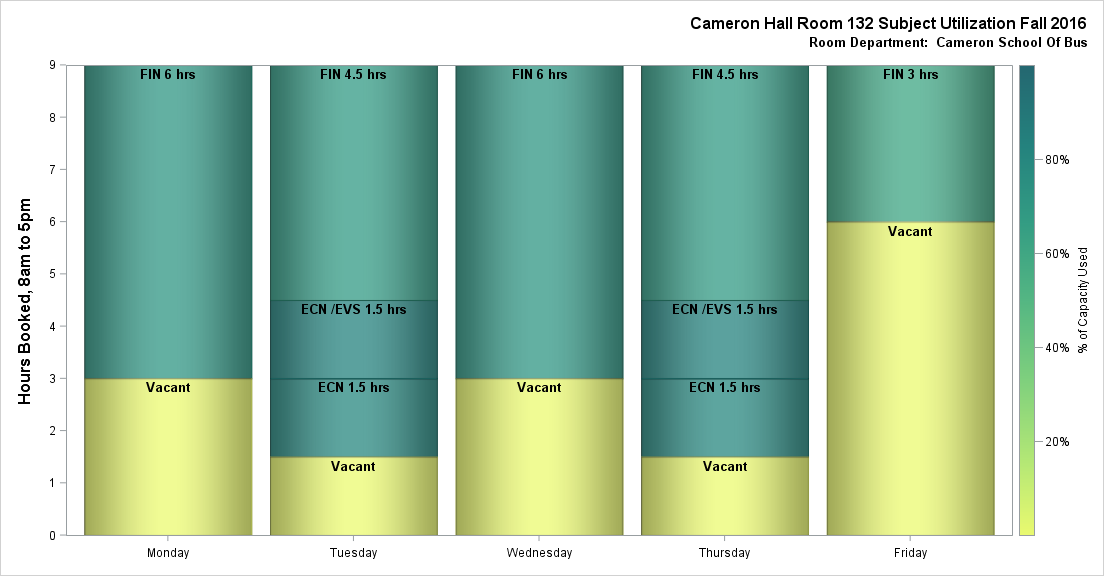 Cameron Hall Room 132 Subject Utilization Fall 2016
Room Department:  Cameron School Of Bus
Hours Booked, 8am to 5pm
9
8
7
6
5
4
3
2
1
0
FIN 6 hrs
Vacant
FIN 4.5 hrs
ECN /EVS 1.5 hrs
ECN 1.5 hrs
Vacant
FIN 6 hrs
Vacant
FIN 4.5 hrs
ECN /EVS 1.5 hrs
ECN 1.5 hrs
Vacant
FIN 3 hrs
Vacant
Monday
Tuesday
Wednesday
Thursday
Friday
80%
60%
40%
20%
% of Capacity Used